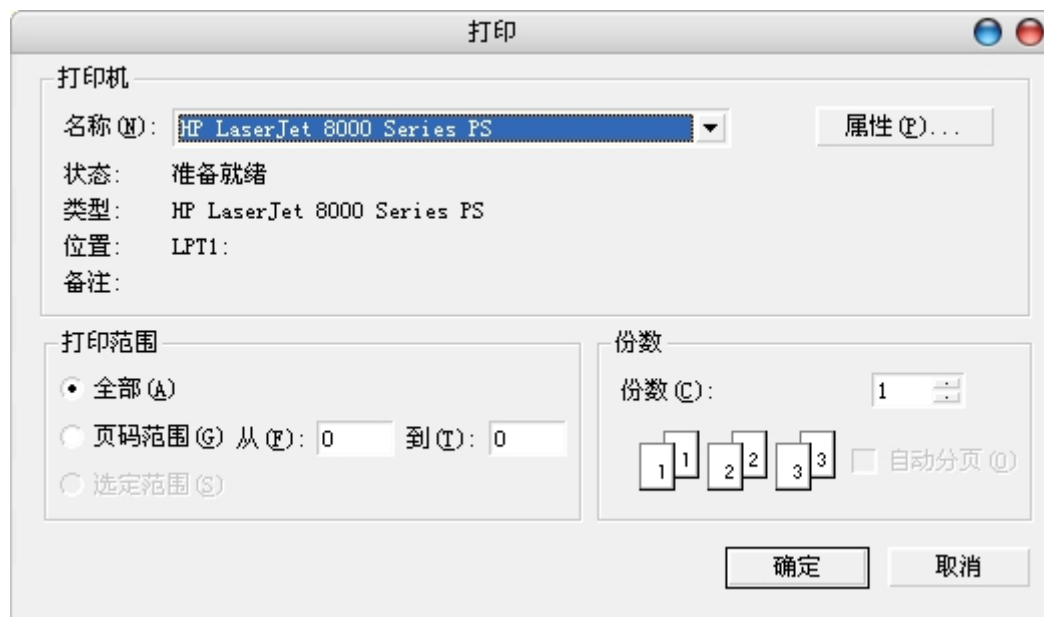 打印
打印机
名称(N): HP LaserJet 8000 Series PS 属性(P)...
状态: 准备就绪
类型: HP LaserJet 8000 Series PS
位置: LPT1:
备注:
打印范围
全部(A)
页码范围(G) 从(F): 0 到(T): 0
选定范围(S)
份数
份数(C): 1
1 1 2 2 3 3 自动分页(O)
确定 取消